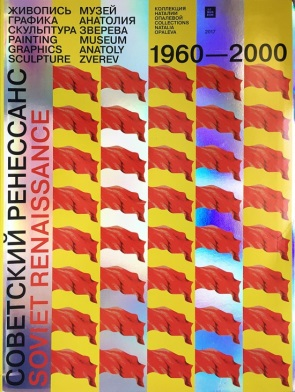 ЖИВОПИСЬ
ГРАФИКА
СКУЛЬПТУРА
PAINTING
GRAPHICS
SCULPTURE
МУЗЕЙ
АНАТОЛИЯ
ЗВЕРЕВА
MUSEUM
ANATOLY
ZVEREV
КОЛЛЕКЦИЯ
НАТАЛИИ
ОПАЛЕВОЙ
COLLECTIONS
NATALIA
OPALEVA
2017
1960—2000
СОВЕТСКИЙ РЕНЕССАНС
SOVIET RENAISSANCE